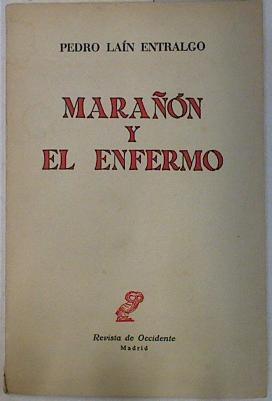 PEDRO LAÍN ENTRALGO
MARAÑÓN
Y
EL ENFERMO
Revista de Occidente
Madrid